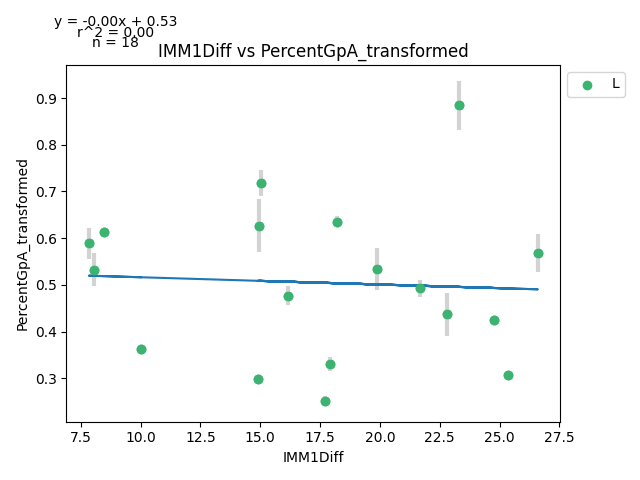 y = -0.00x + 0.53
r^2 = 0.00
n = 18
IMM1Diff vs PercentGpA_transformed
L
PercentGpA_transformed
0.9
0.8
0.7
0.6
0.5
0.4
0.3
7.5 10.0 12.5 15.0 17.5 20.0 22.5 25.0 27.5
IMM1Diff